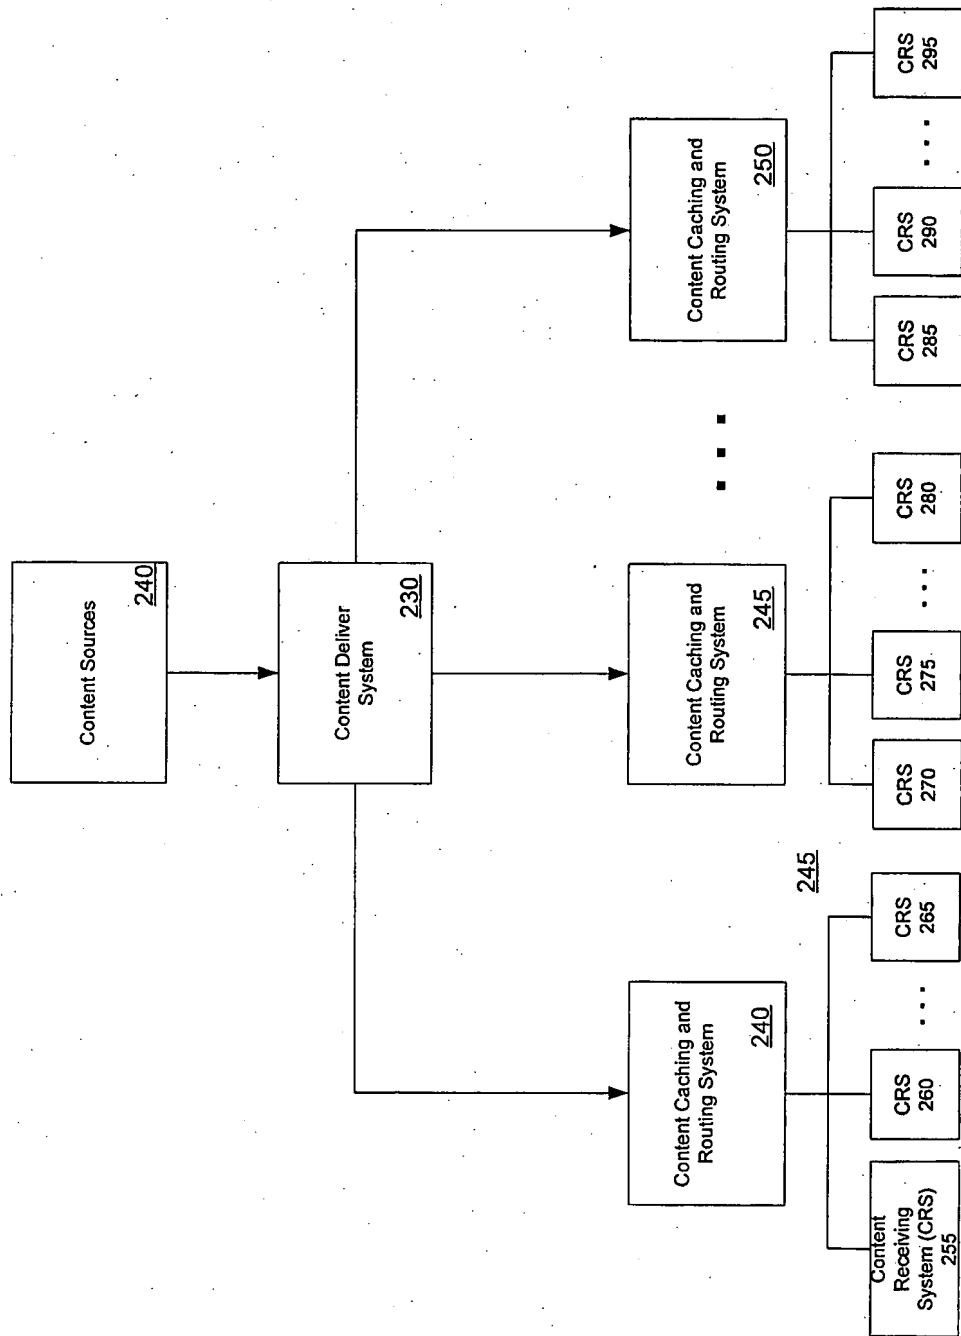 Content Sources
240
Content Deliver
System
230
Content Caching and
Routing System
240
Content Caching and
Routing System
245
. . .
Content Caching and
Routing System
250
245
Content
Receiving
System (CRS)
255
CRS
260
. . .
CRS
265
CRS
270
CRS
275
. . .
CRS
280
CRS
285
CRS
290
. . .
CRS
295